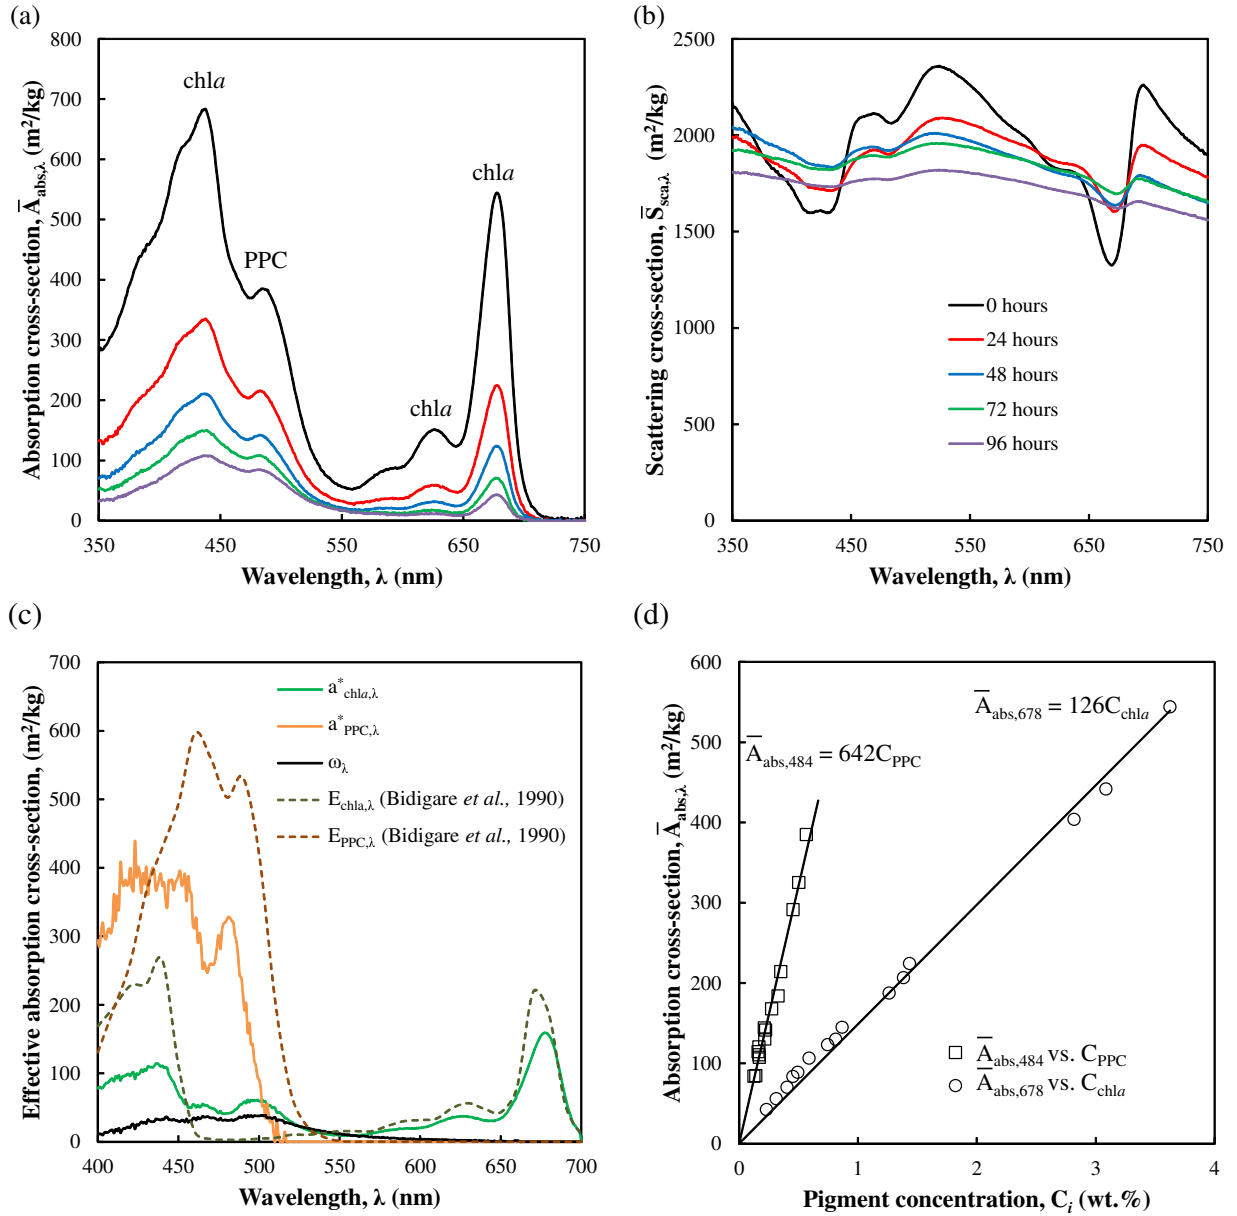 (a)
800
700
600
500
400
300
200
100
0
350
450
550
650
750
Absorption cross-section, A̅abs,λ (m²/kg)
Wavelength, λ (nm)
chla
PPC
chla
chla
(b)
2500
2000
1500
1000
500
0
350
450
550
650
750
Scattering cross-section, S̅sca,λ (m²/kg)
Wavelength, λ (nm)
0 hours
24 hours
48 hours
72 hours
96 hours
(c)
700
600
500
400
300
200
100
0
400
450
500
550
600
650
700
Effective absorption cross-section, (m²/kg)
Wavelength, λ (nm)
a*chla,λ
a*PPC,λ
ωλ
Echla,λ (Bidigare et al., 1990)
EPPC,λ (Bidigare et al., 1990)
(d)
600
500
400
300
200
100
0
0
1
2
3
4
Absorption cross-section, A̅abs,λ (m²/kg)
Pigment concentration, Ci (wt.%)
A̅abs,678 = 126Cchla
A̅abs,484 = 642CPPC
A̅abs,484 vs. CPPC
A̅abs,678 vs. Cchla